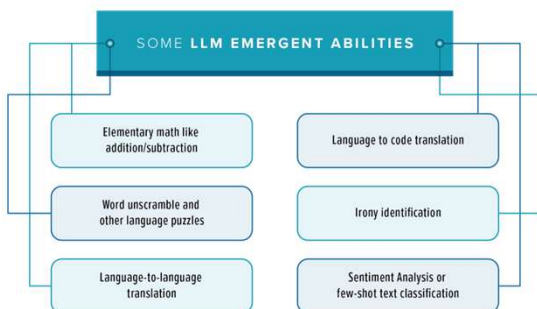 SOME LLM EMERGENT ABILITIES
Elementary math like
addition/subtraction
Language to code translation
Word unscramble and
other language puzzles
Irony identification
Language-to-language
translation
Sentiment Analysis or
few-shot text classification